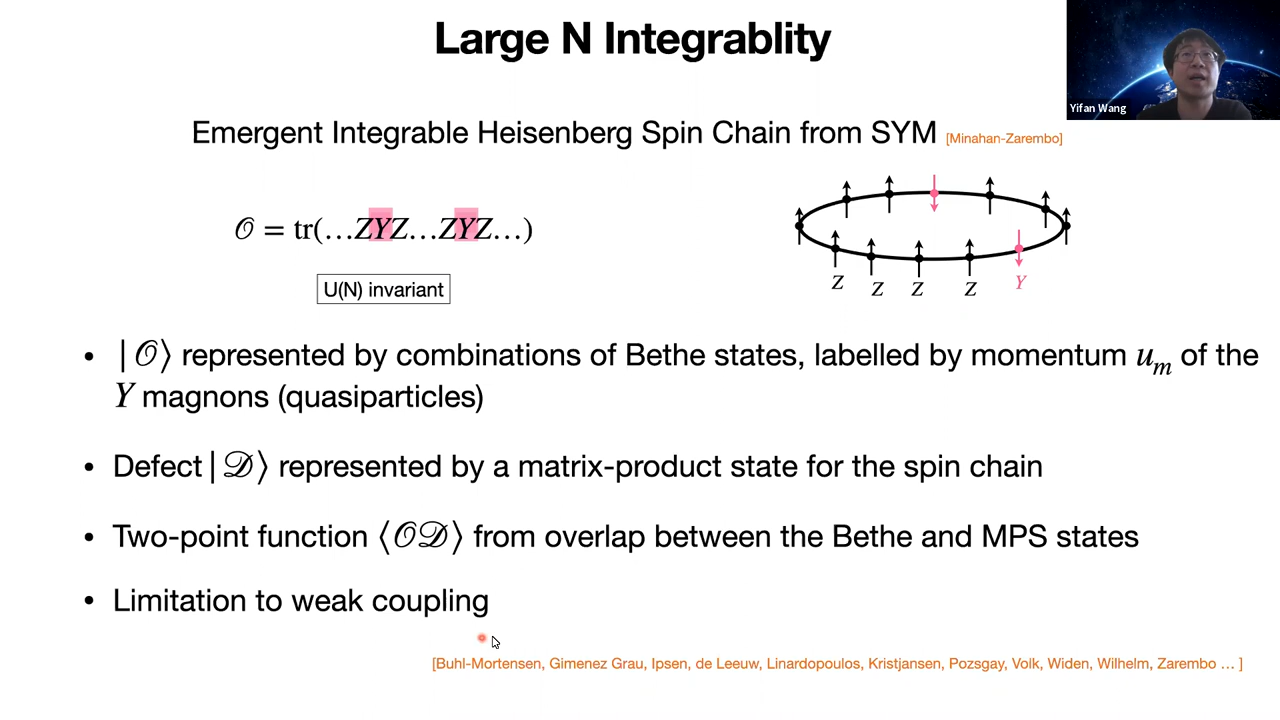 Large N Integrablity
Yifan Wang
Emergent Integrable Heisenberg Spin Chain from SYM [Minahan-Zarembo]
𝒪 = tr(…ZYZ…ZYZ…)
U(N) invariant
Z Z Z Z Y
• |𝒪⟩ represented by combinations of Bethe states, labelled by momentum uₘ of the
Y magnons (quasiparticles)
• Defect |𝒟⟩ represented by a matrix-product state for the spin chain
• Two-point function ⟨𝒪𝒟⟩ from overlap between the Bethe and MPS states
• Limitation to weak coupling
[Buhl-Mortensen, Gimenez Grau, Ipsen, de Leeuw, Linardopoulos, Kristjansen, Pozsgay, Volk, Widen, Wilhelm, Zarembo … ]